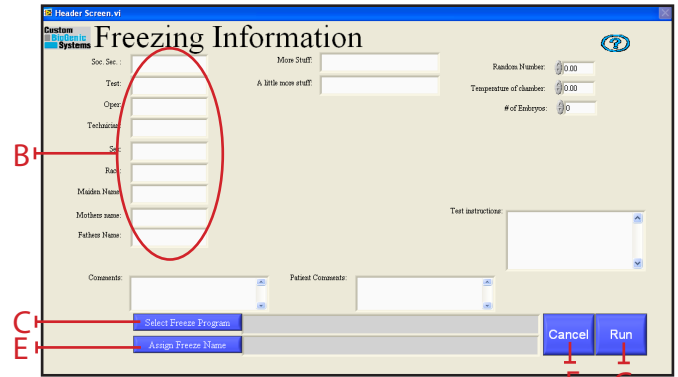 Header Screen.vi
Custom
BioGenic
Systems
Freezing Information
Soc. Sec. :
More Stuff:
Random Number: 0.00
Test:
A little more stuff:
Temperature of chamber: 0.00
Oper:
# of Embryos: 0
Technician:
B
Maiden Name:
Mothers name:
Test instructions:
Fathers Name:
Comments:
Patient Comments:
C
Select Freeze Program
E
Assign Freeze Name
Cancel
Run